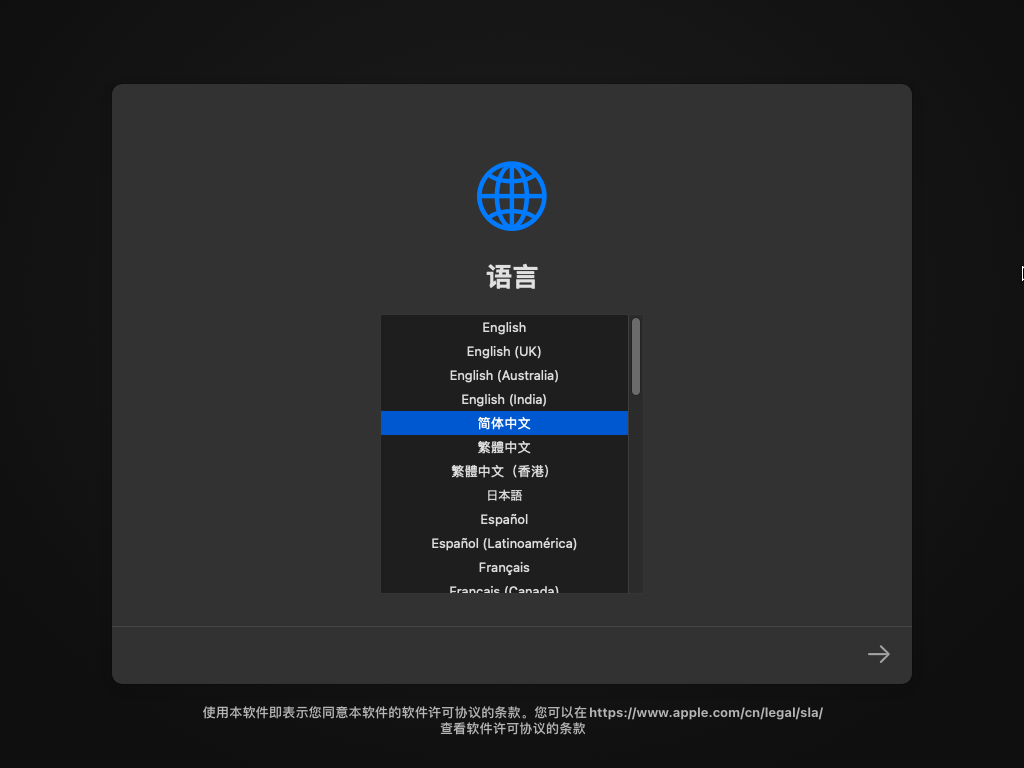 语言
English
English (UK)
English (Australia)
English (India)
简体中文
繁體中文
繁體中文（香港）
日本語
Español
Español (Latinoamérica)
Français
Français (Canada)
使用本软件即表示您同意本软件的软件许可协议的条款。您可以在 https://www.apple.com/cn/legal/sla/
查看软件许可协议的条款